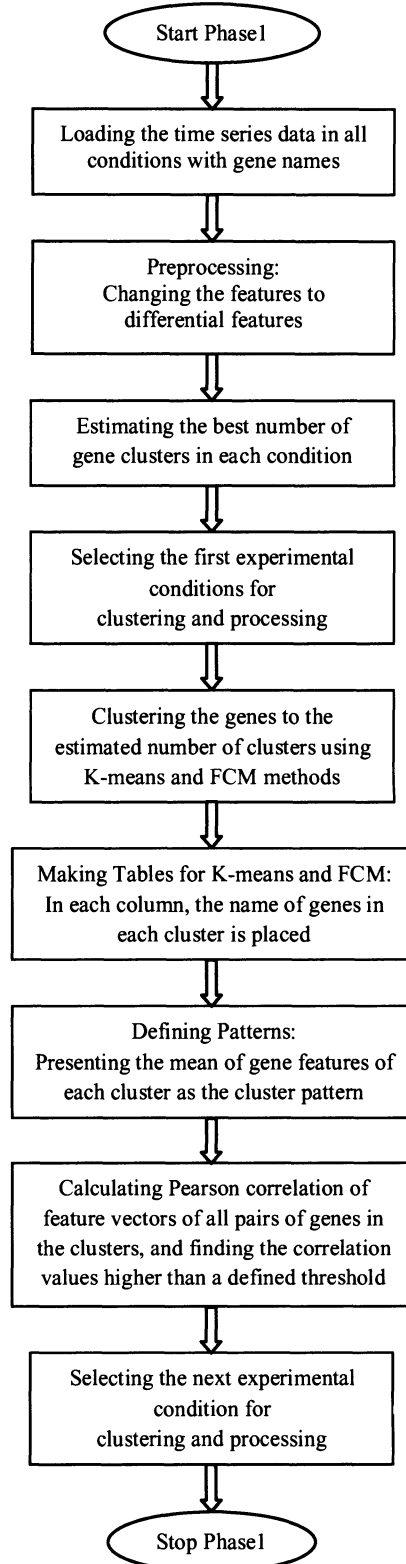 Start Phase1
Loading the time series data in all
conditions with gene names
Preprocessing:
Changing the features to
differential features
Estimating the best number of
gene clusters in each condition
Selecting the first experimental
conditions for
clustering and processing
Clustering the genes to the
estimated number of clusters using
K-means and FCM methods
Making Tables for K-means and FCM:
In each column, the name of genes in
each cluster is placed
Defining Patterns:
Presenting the mean of gene features of
each cluster as the cluster pattern
Calculating Pearson correlation of
feature vectors of all pairs of genes in
the clusters, and finding the correlation
values higher than a defined threshold
Selecting the next experimental
condition for
clustering and processing
Stop Phase1